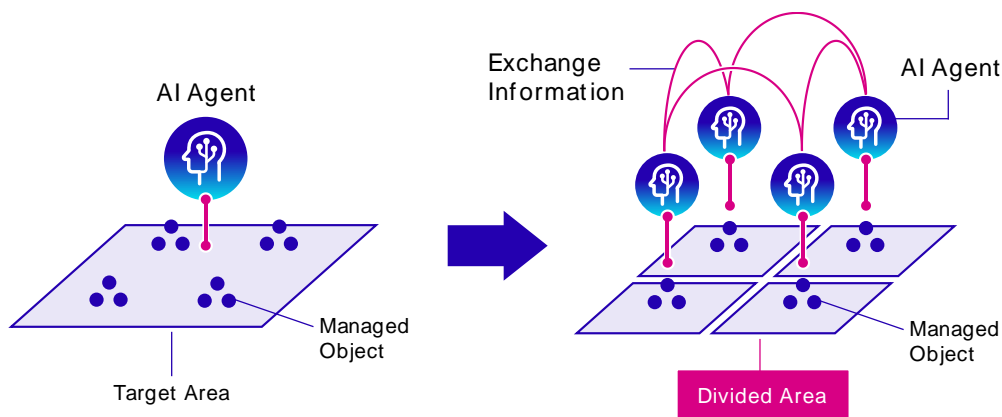 AI Agent
Managed
Object
Target Area
Exchange
Information
AI Agent
Managed
Object
Divided Area